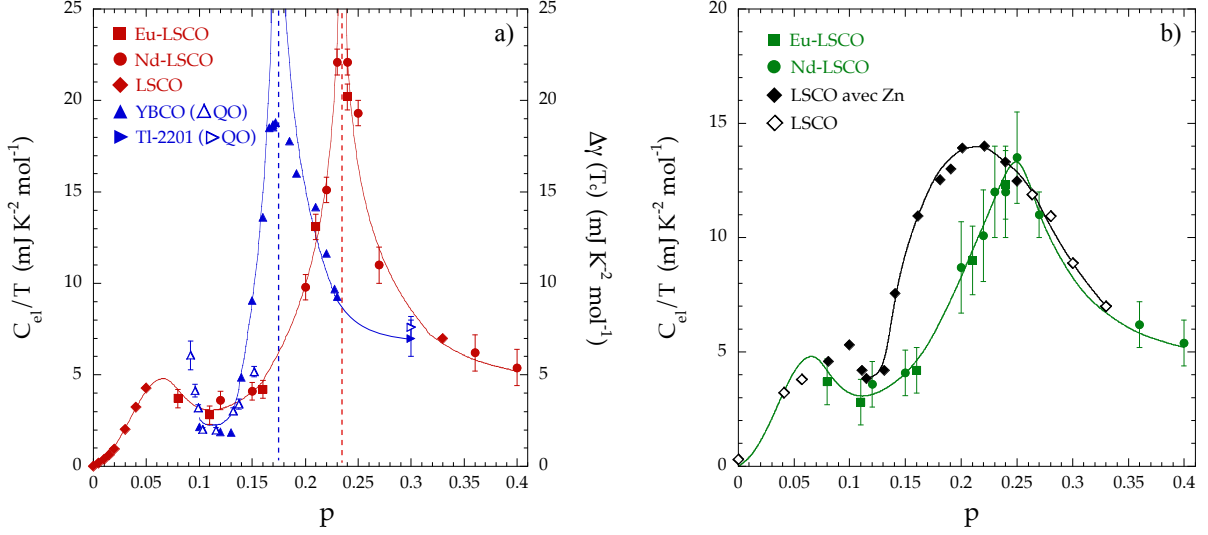 a)
Eu-LSCO
Nd-LSCO
LSCO
YBCO (△QO)
Tl-2201 (▷QO)
C_el/T (mJ K⁻² mol⁻¹)
25
20
15
10
5
0
0 0.05 0.1 0.15 0.2 0.25 0.3 0.35 0.4
p
25
20
15
10
5
0
Δγ (T_c) (mJ K⁻² mol⁻¹)
b)
Eu-LSCO
Nd-LSCO
LSCO avec Zn
LSCO
C_el/T (mJ K⁻² mol⁻¹)
20
15
10
5
0
0 0.05 0.1 0.15 0.2 0.25 0.3 0.35 0.4
p